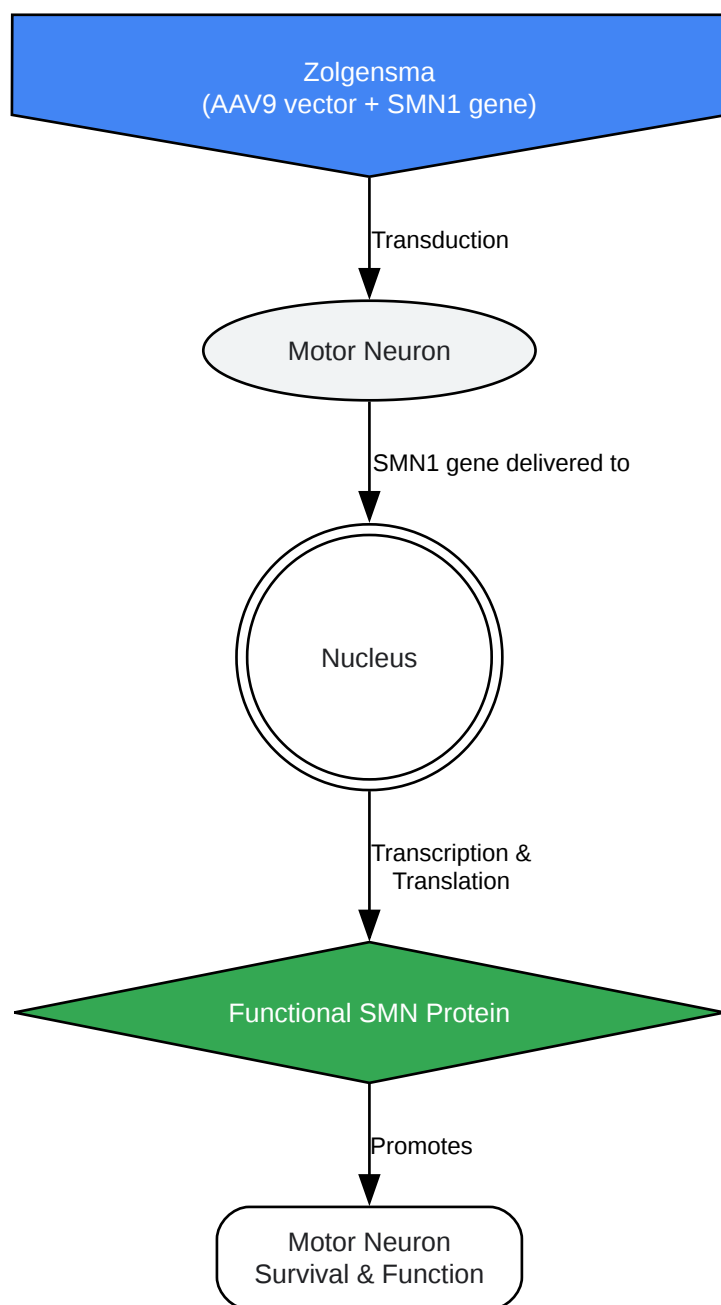 Zolgensma
(AAV9 vector + SMN1 gene)
Transduction
Motor Neuron
SMN1 gene delivered to
Nucleus
Transcription &
Translation
Functional SMN Protein
Promotes
Motor Neuron
Survival & Function